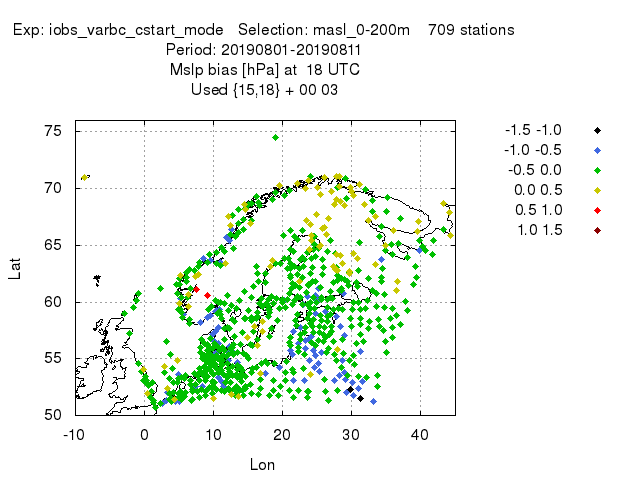 Exp: iobs_varbc_cstart_mode Selection: masl_0-200m 709 stations
Period: 20190801-20190811
Mslp bias [hPa] at 18 UTC
Used {15,18} + 00 03
-1.5 -1.0
-1.0 -0.5
-0.5 0.0
0.0 0.5
0.5 1.0
1.0 1.5
75
70
65
60
55
50
Lat
-10 0 10 20 30 40
Lon